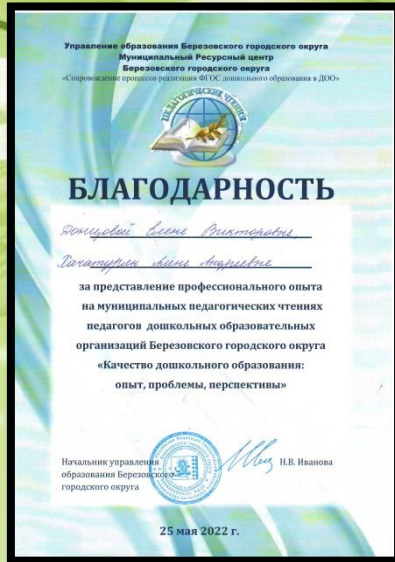 Управление образования Березовского городского округа
Муниципальный Ресурсный центр
Березовского городского округа
«Сопровождение процессов реализации ФГОС дошкольного образования в ДОО»
ПЕДАГОГИЧЕСКИЕ ЧТЕНИЯ
БЛАГОДАРНОСТЬ
Донцовой Елене Викторовне,
Хачатурян Алене Андреевне
за представление профессионального опыта
на муниципальных педагогических чтениях
педагогов дошкольных образовательных
организаций Березовского городского округа
«Качество дошкольного образования:
опыт, проблемы, перспективы»
Начальник управления
образования Березовского
городского округа
Н.В. Иванова
25 мая 2022 г.